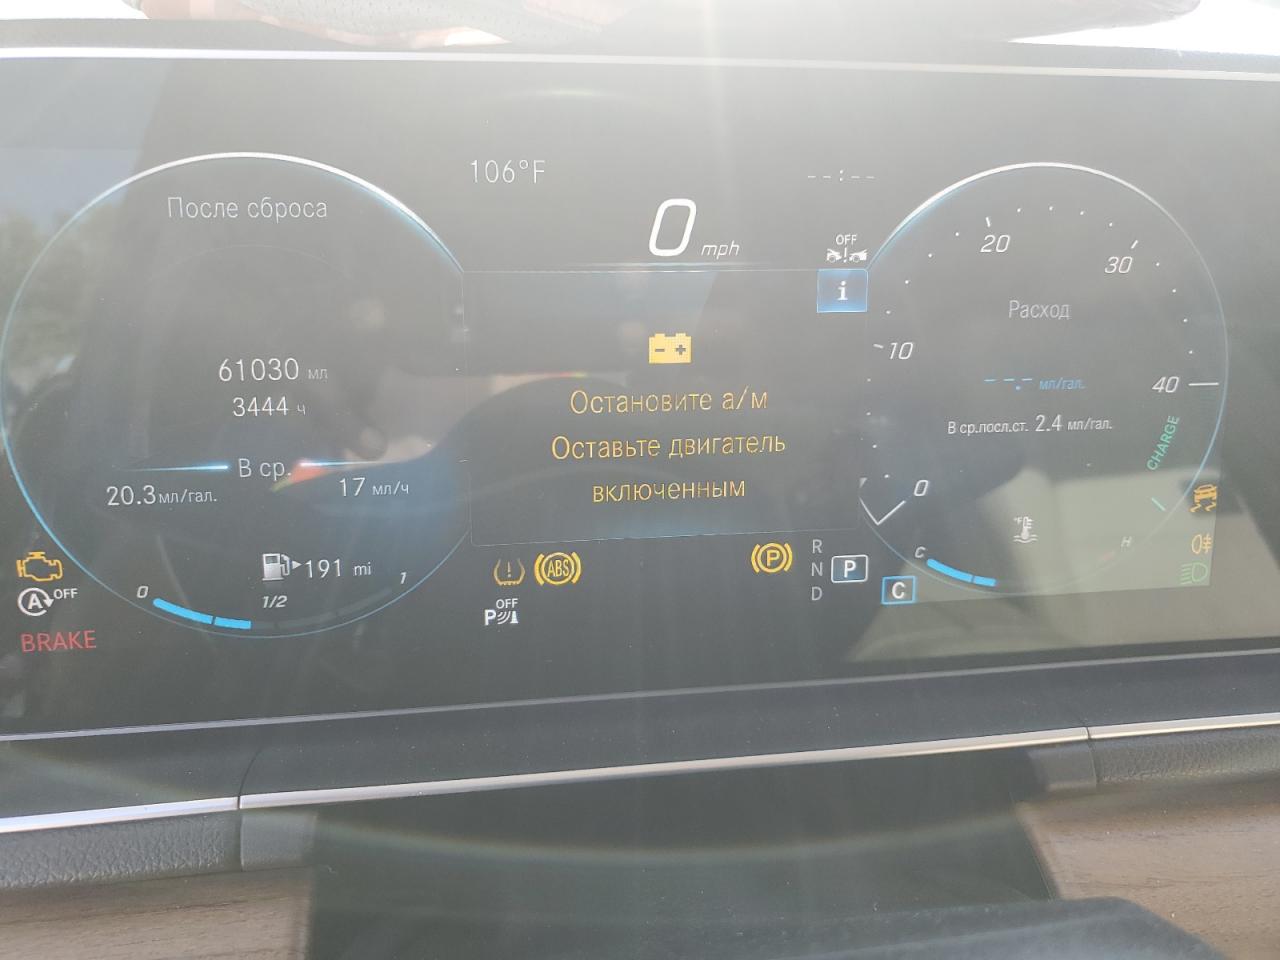 106°F
--:--
После сброса
0 mph
OFF
i
20
30
Расход
10
61030 мл
--.- мл/гал.
40
3444 ч
Остановите а/м
В ср.посл.ст. 2.4 мл/гал.
Оставьте двигатель
CHARGE
В ср.
20.3 мл/гал.
17 мл/ч
включенным
0
°F
C
H
ABS
P
R
N
D
P
191 mi
0
1/2
1
A OFF
OFF
P
C
BRAKE